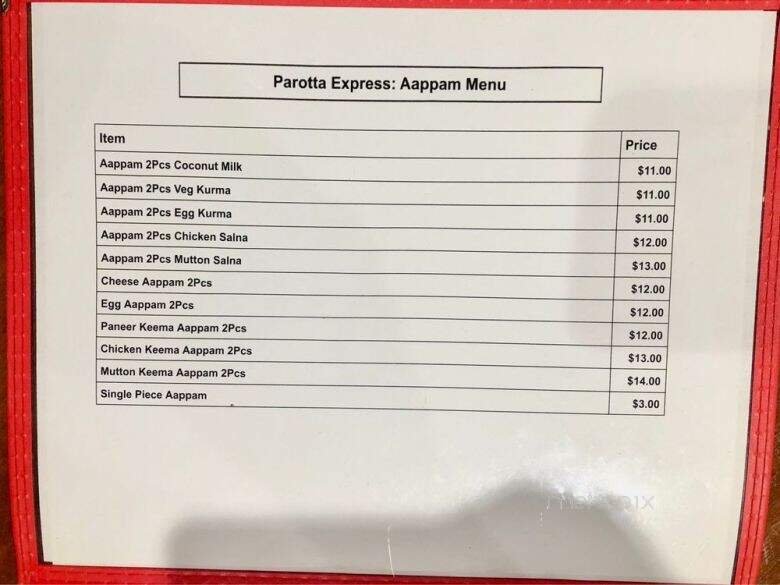 Parotta Express: Aappam Menu
Item Price
Aappam 2Pcs Coconut Milk $11.00
Aappam 2Pcs Veg Kurma $11.00
Aappam 2Pcs Egg Kurma $11.00
Aappam 2Pcs Chicken Salna $12.00
Aappam 2Pcs Mutton Salna $13.00
Cheese Aappam 2Pcs $12.00
Egg Aappam 2Pcs $12.00
Paneer Keema Aappam 2Pcs $12.00
Chicken Keema Aappam 2Pcs $13.00
Mutton Keema Aappam 2Pcs $14.00
Single Piece Aappam $3.00